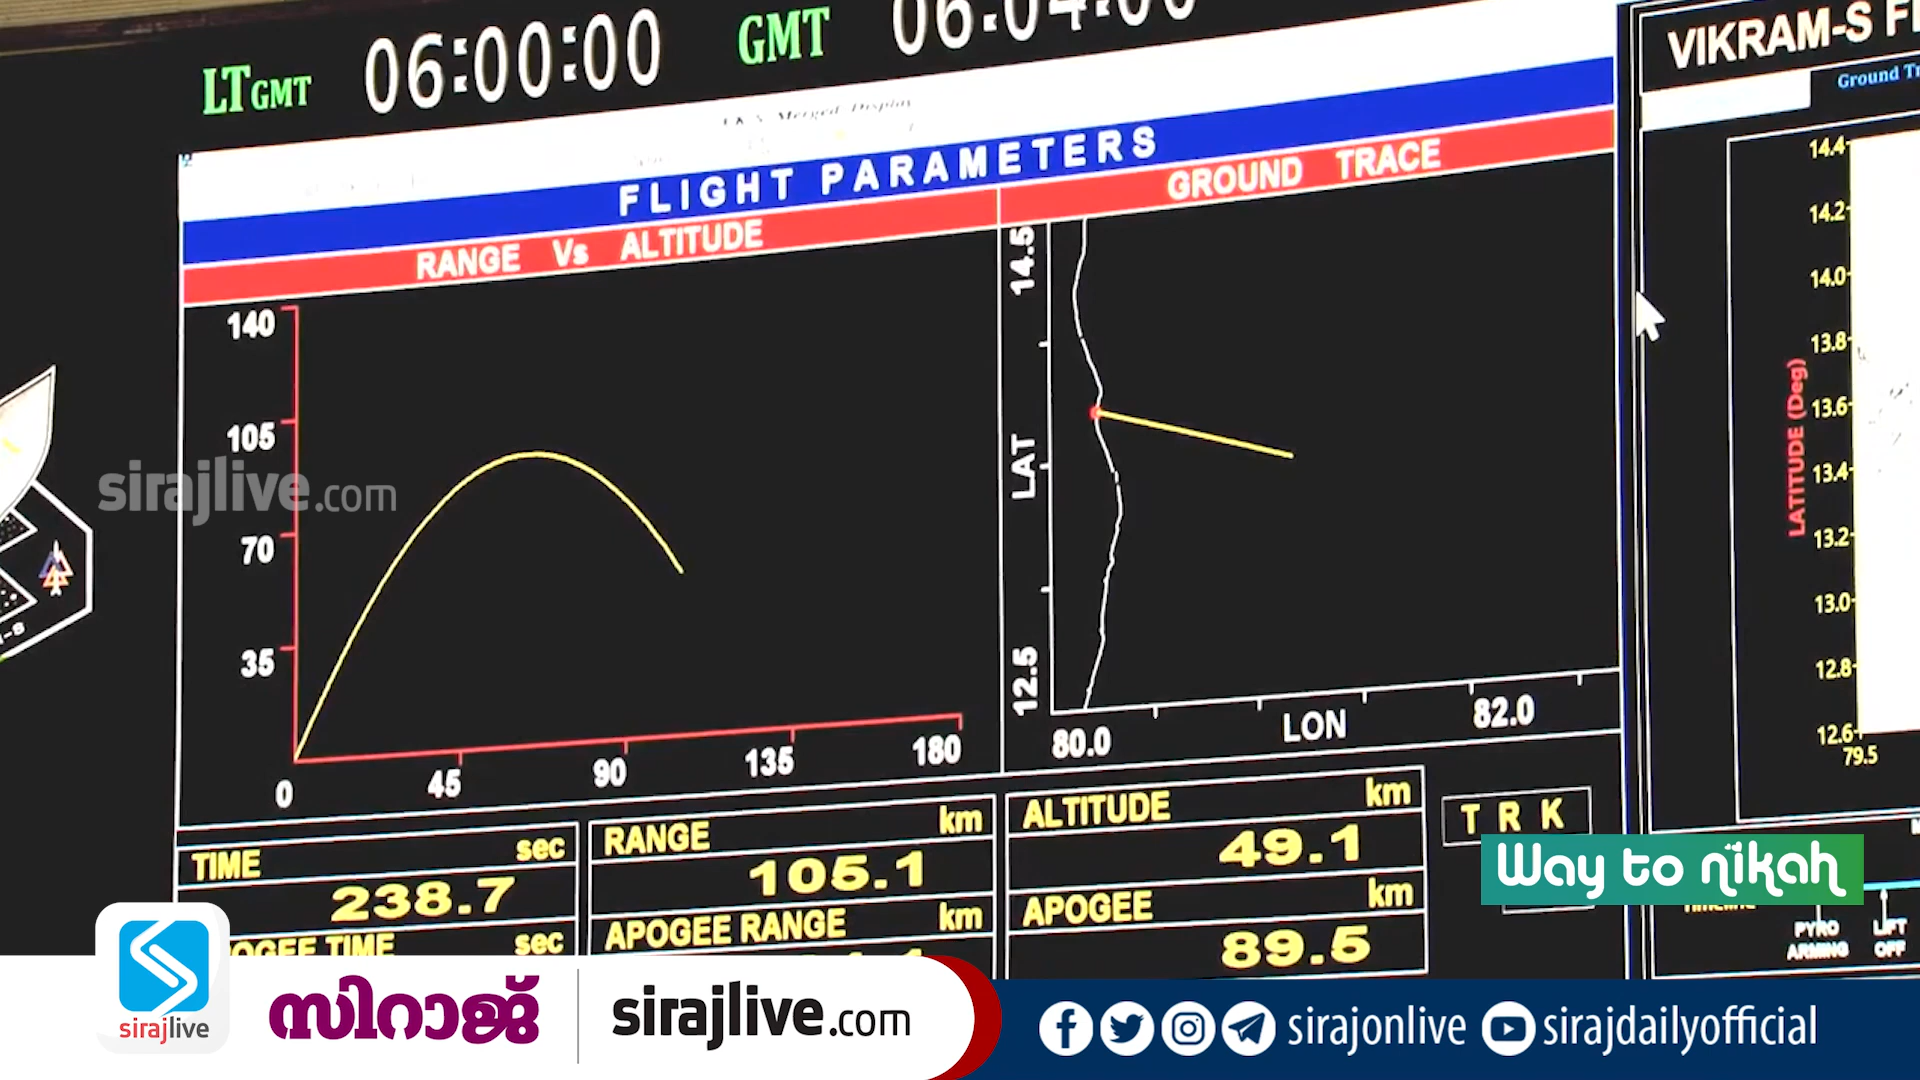 LT GMT 06:00:00 GMT
Merged Display
FLIGHT PARAMETERS
RANGE Vs ALTITUDE
GROUND TRACE
140
105
70
35
0
45
90
135
180
14.5
LAT
12.5
80.0
LON
82.0
TIME sec
238.7
RANGE km
105.1
APOGEE RANGE km
ALTITUDE km
49.1
APOGEE km
89.5
TIME sec
TRK
VIKRAM-S
Ground
14.4
14.2
14.0
13.8
13.6
13.4
13.2
13.0
12.8
12.6
79.5
LATITUDE (Deg)
PYRO
ARMING
LIFT
OFF
sirajlive.com
Way to nikah
sirajlive
സിറാജ്
sirajlive.com
sirajonlive
sirajdailyofficial